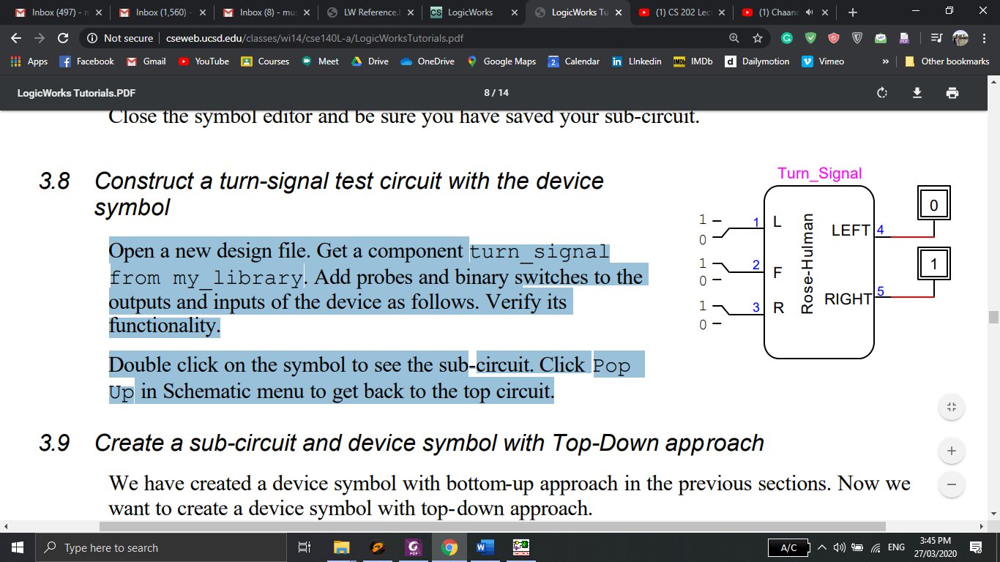 Inbox (497) - n
Inbox (1,560) -
Inbox (8) - mus
LW Reference.
CS LogicWorks
LogicWorks Tu
(1) CS 202 Lec
(1) Chaanc
Not secure cseweb.ucsd.edu/classes/wi14/cse140L-a/LogicWorksTutorials.pdf
Apps Facebook Gmail YouTube Courses Meet Drive OneDrive Google Maps 2 Calendar in LInkedin IMDb IMDb d Dailymotion Vimeo » Other bookmarks
LogicWorks Tutorials.PDF 8 / 14
Close the symbol editor and be sure you have saved your sub-circuit.
3.8 Construct a turn-signal test circuit with the device
symbol
Open a new design file. Get a component turn_signal
from my_library. Add probes and binary switches to the
outputs and inputs of the device as follows. Verify its
functionality.
Double click on the symbol to see the sub-circuit. Click Pop
Up in Schematic menu to get back to the top circuit.
Turn_Signal
1
0
1 L
1
0
2 F
1
0
3 R
Rose-Hulman
LEFT 4
0
RIGHT 5
1
3.9 Create a sub-circuit and device symbol with Top-Down approach
We have created a device symbol with bottom-up approach in the previous sections. Now we
want to create a device symbol with top-down approach.
Type here to search
A/C
ENG
3:45 PM
27/03/2020